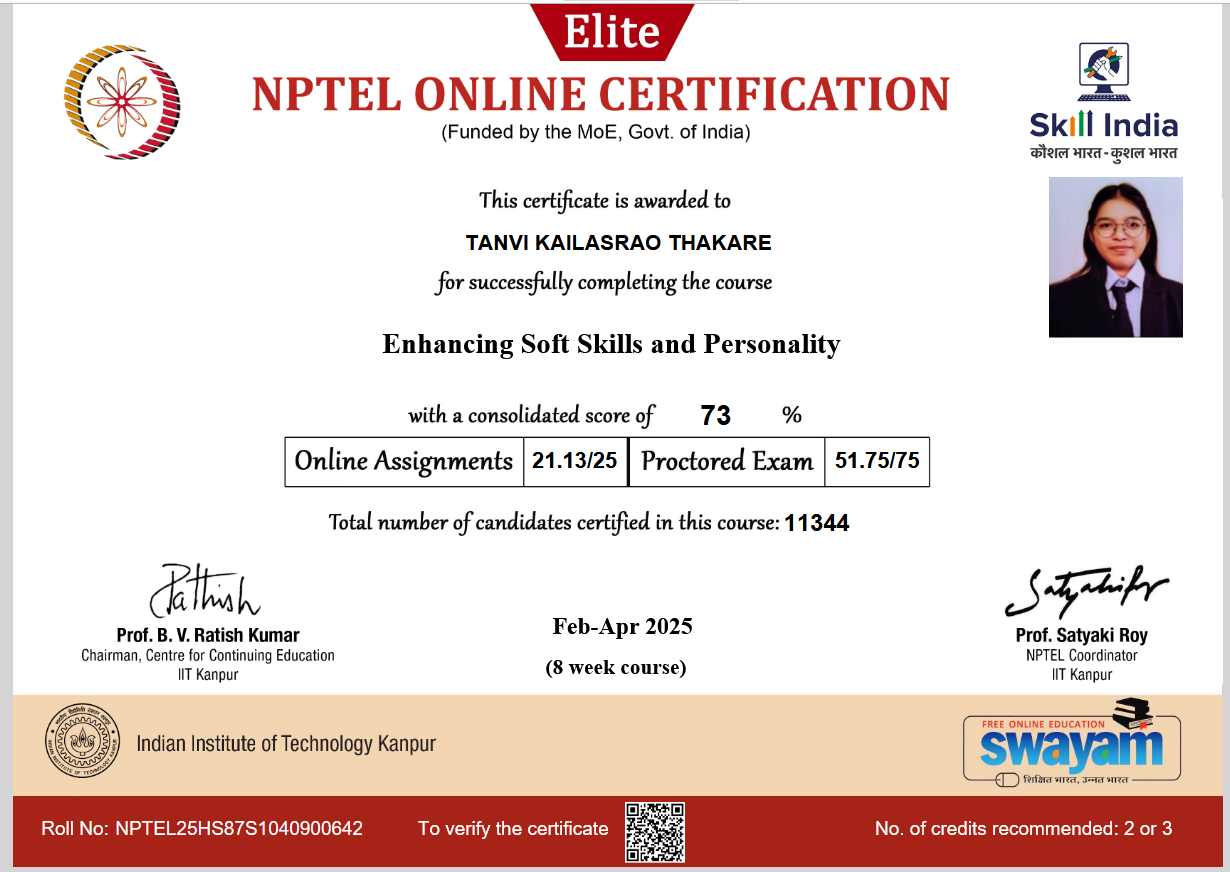 Elite
NPTEL ONLINE CERTIFICATION
(Funded by the MoE, Govt. of India)
Skill India
कौशल भारत - कुशल भारत
This certificate is awarded to
TANVI KAILASRAO THAKARE
for successfully completing the course
Enhancing Soft Skills and Personality
with a consolidated score of 73 %
Online Assignments 21.13/25 Proctored Exam 51.75/75
Total number of candidates certified in this course: 11344
Prof. B. V. Ratish Kumar
Chairman, Centre for Continuing Education
IIT Kanpur
Feb-Apr 2025
(8 week course)
Prof. Satyaki Roy
NPTEL Coordinator
IIT Kanpur
Indian Institute of Technology Kanpur
FREE ONLINE EDUCATION
swayam
शिक्षित भारत, उन्नत भारत
Roll No: NPTEL25HS87S1040900642
To verify the certificate
No. of credits recommended: 2 or 3